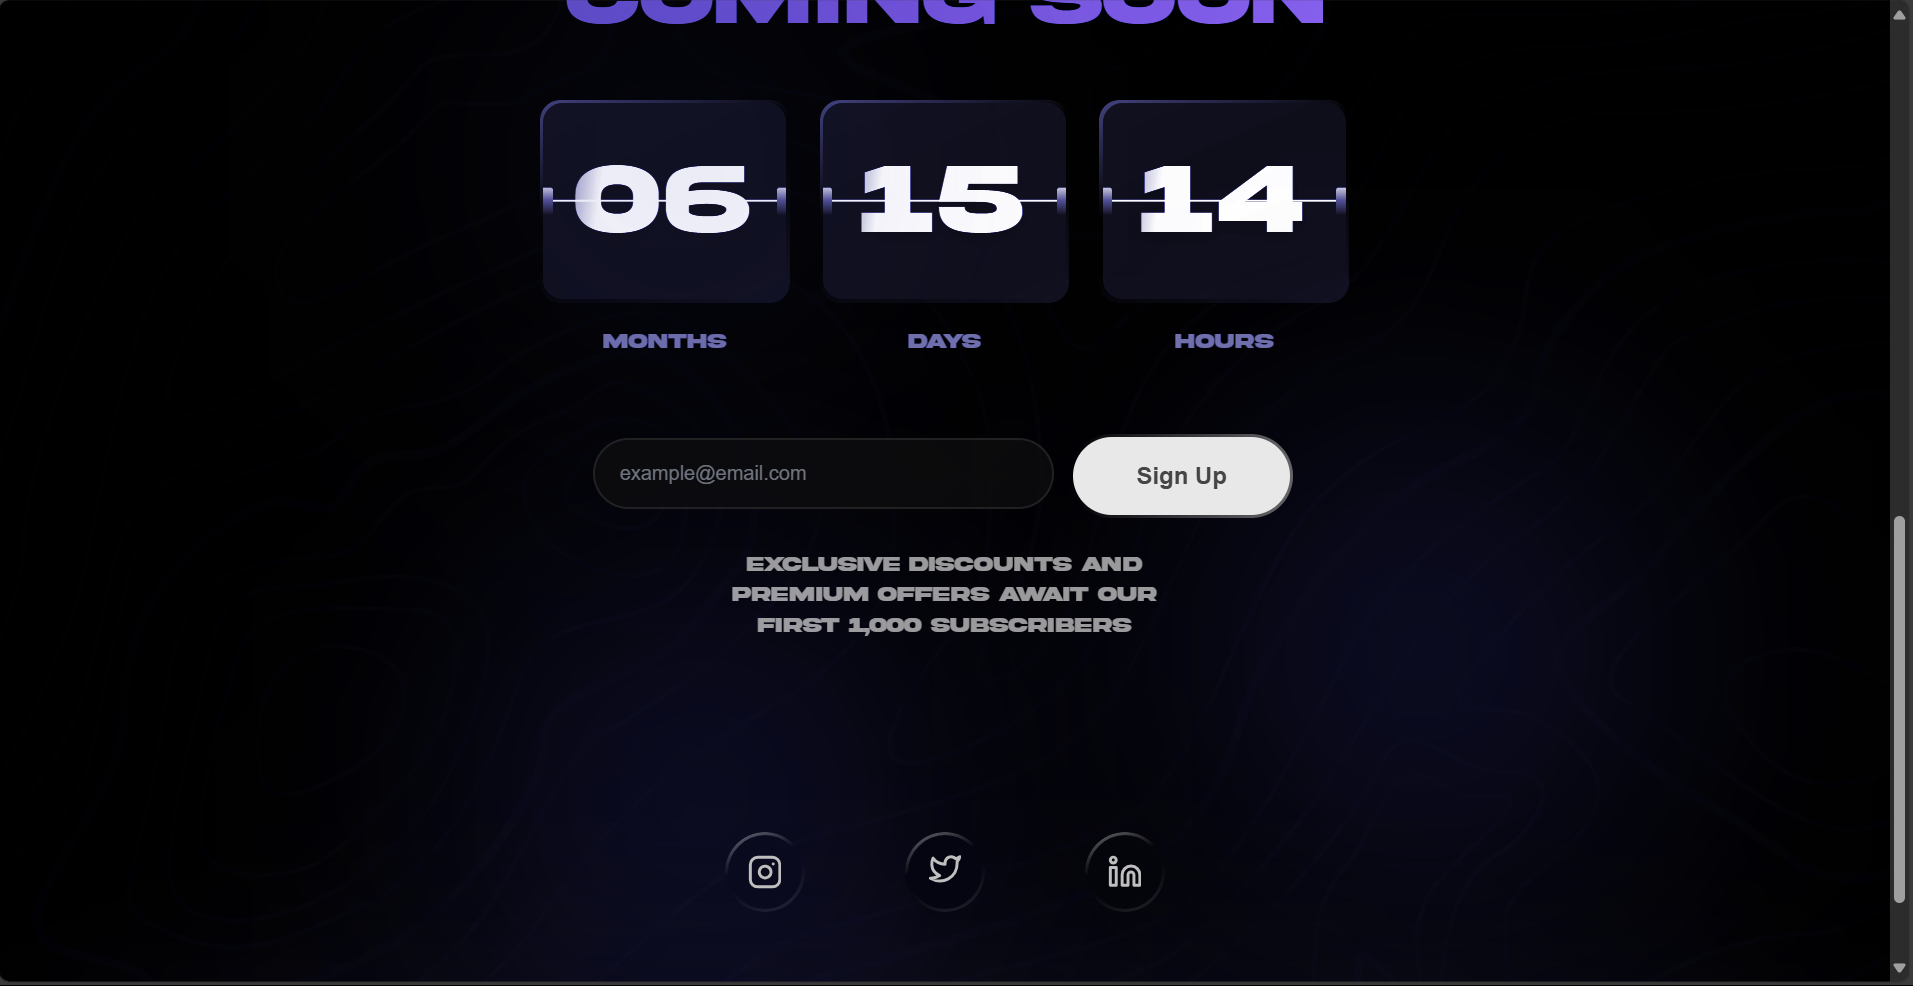 COMING SOON
06 15 14
MONTHS DAYS HOURS
example@email.com Sign Up
EXCLUSIVE DISCOUNTS AND
PREMIUM OFFERS AWAIT OUR
FIRST 1,000 SUBSCRIBERS